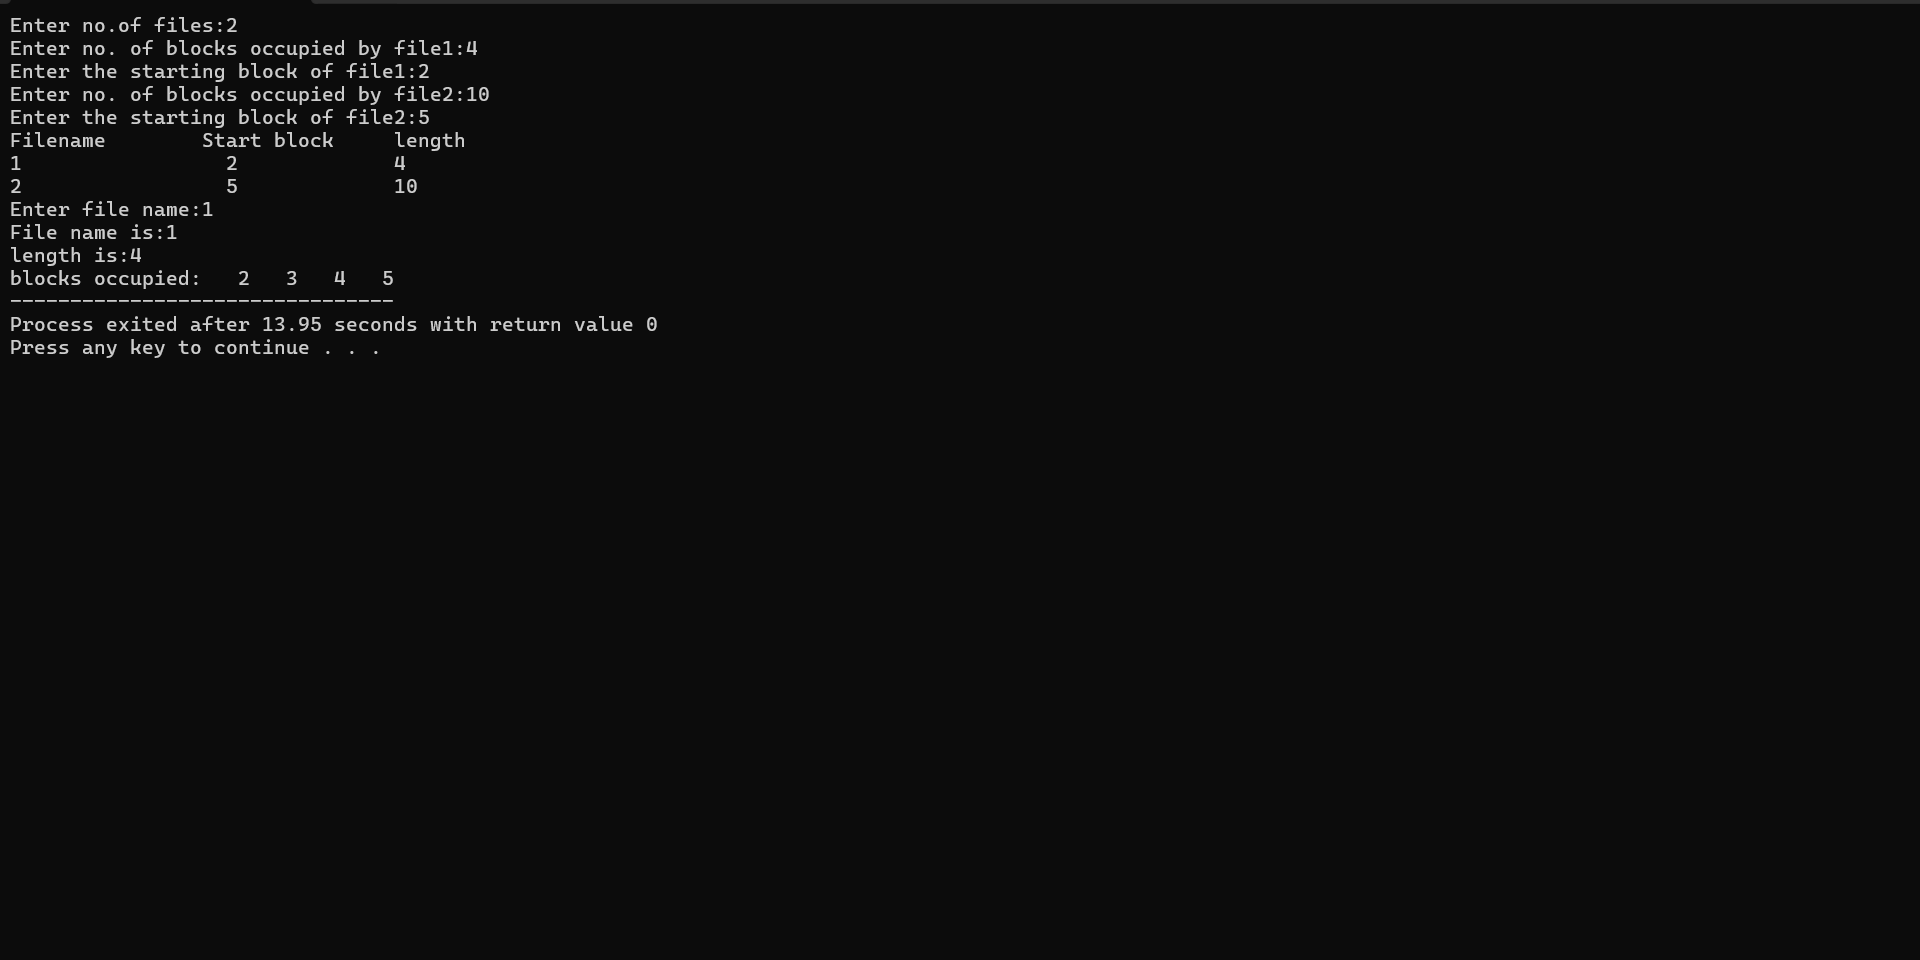 Enter no.of files:2
Enter no. of blocks occupied by file1:4
Enter the starting block of file1:2
Enter no. of blocks occupied by file2:10
Enter the starting block of file2:5
Filename        Start block     length
1                 2             4
2                 5             10
Enter file name:1
File name is:1
length is:4
blocks occupied:   2   3   4   5
--------------------------------
Process exited after 13.95 seconds with return value 0
Press any key to continue . . .